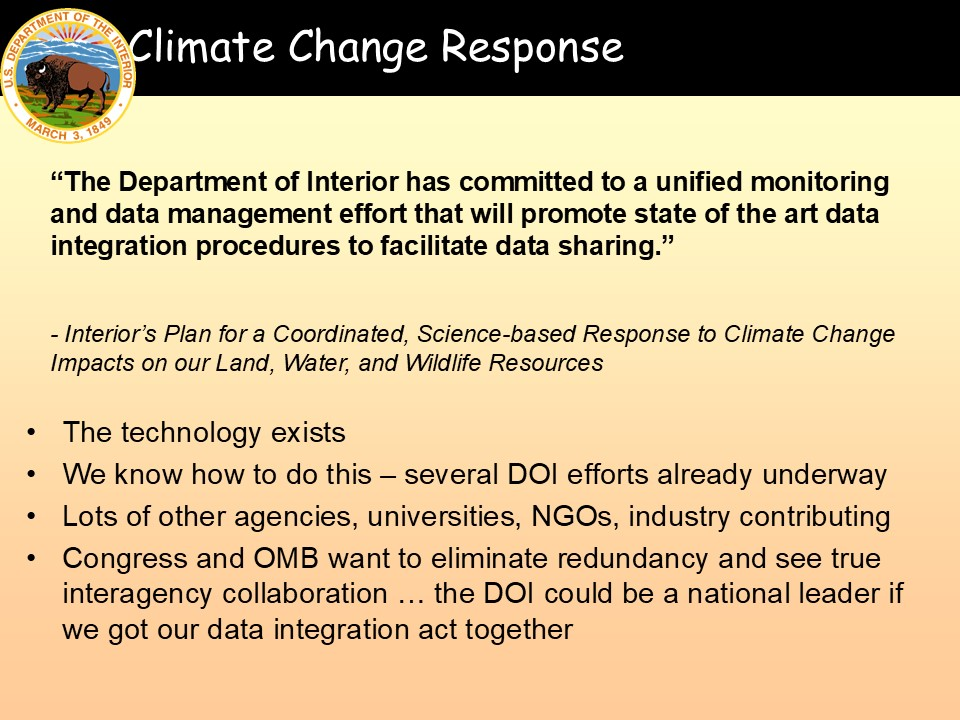 Climate Change Response
U.S. DEPARTMENT OF THE INTERIOR
MARCH 3, 1849
“The Department of Interior has committed to a unified monitoring
and data management effort that will promote state of the art data
integration procedures to facilitate data sharing.”
- Interior’s Plan for a Coordinated, Science-based Response to Climate Change
Impacts on our Land, Water, and Wildlife Resources
• The technology exists
• We know how to do this – several DOI efforts already underway
• Lots of other agencies, universities, NGOs, industry contributing
• Congress and OMB want to eliminate redundancy and see true
interagency collaboration … the DOI could be a national leader if
we got our data integration act together